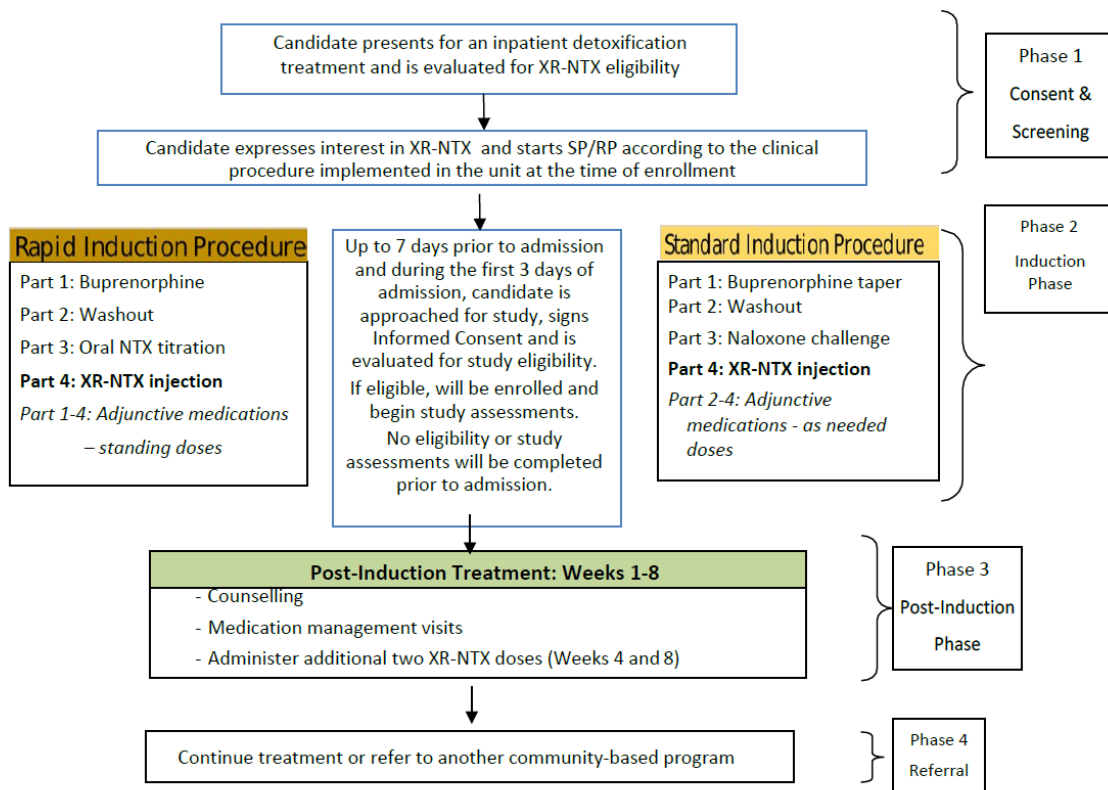 Candidate presents for an inpatient detoxification
treatment and is evaluated for XR-NTX eligibility
Phase 1
Consent &
Screening
Candidate expresses interest in XR-NTX and starts SP/RP according to the clinical
procedure implemented in the unit at the time of enrollment
Rapid Induction Procedure
Part 1: Buprenorphine
Part 2: Washout
Part 3: Oral NTX titration
Part 4: XR-NTX injection
Part 1-4: Adjunctive medications
– standing doses
Up to 7 days prior to admission
and during the first 3 days of
admission, candidate is
approached for study, signs
Informed Consent and is
evaluated for study eligibility.
If eligible, will be enrolled and
begin study assessments.
No eligibility or study
assessments will be completed
prior to admission.
Standard Induction Procedure
Part 1: Buprenorphine taper
Part 2: Washout
Part 3: Naloxone challenge
Part 4: XR-NTX injection
Part 2-4: Adjunctive
medications - as needed
doses
Phase 2
Induction
Phase
Post-Induction Treatment: Weeks 1-8
- Counselling
- Medication management visits
- Administer additional two XR-NTX doses (Weeks 4 and 8)
Phase 3
Post-Induction
Phase
Continue treatment or refer to another community-based program
Phase 4
Referral